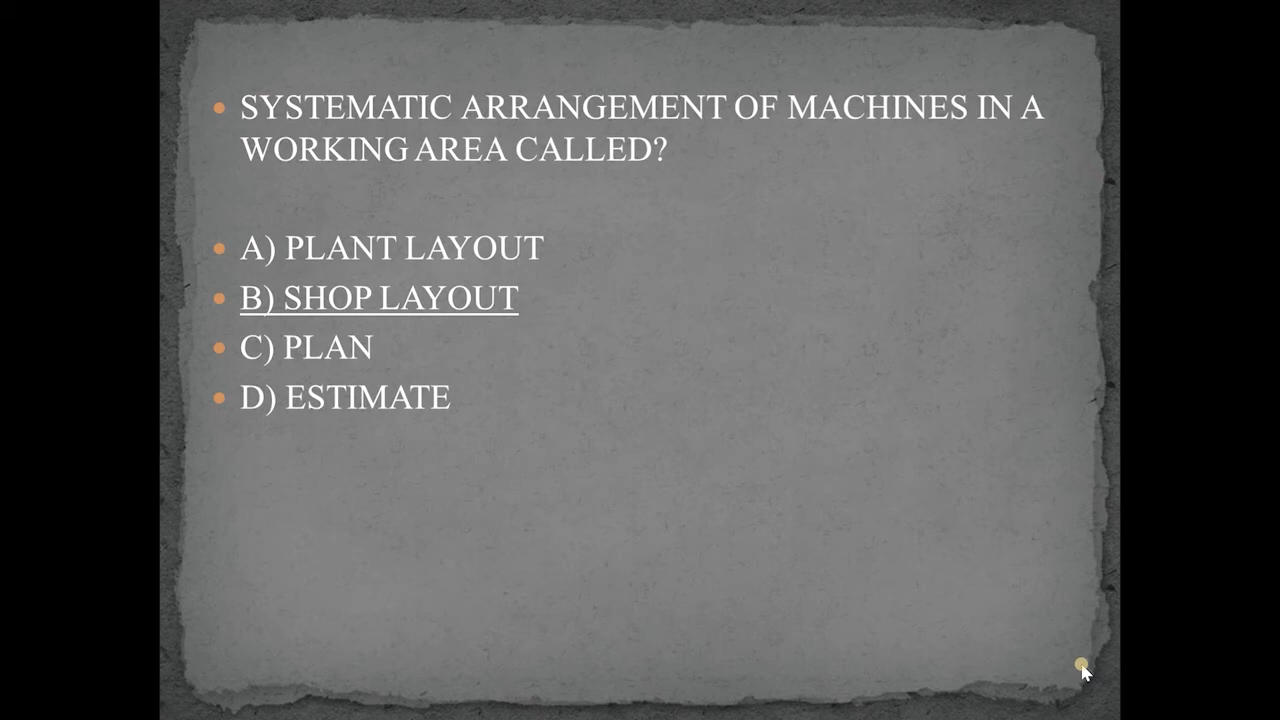 SYSTEMATIC ARRANGEMENT OF MACHINES IN A
WORKING AREA CALLED?
A) PLANT LAYOUT
B) SHOP LAYOUT
C) PLAN
D) ESTIMATE